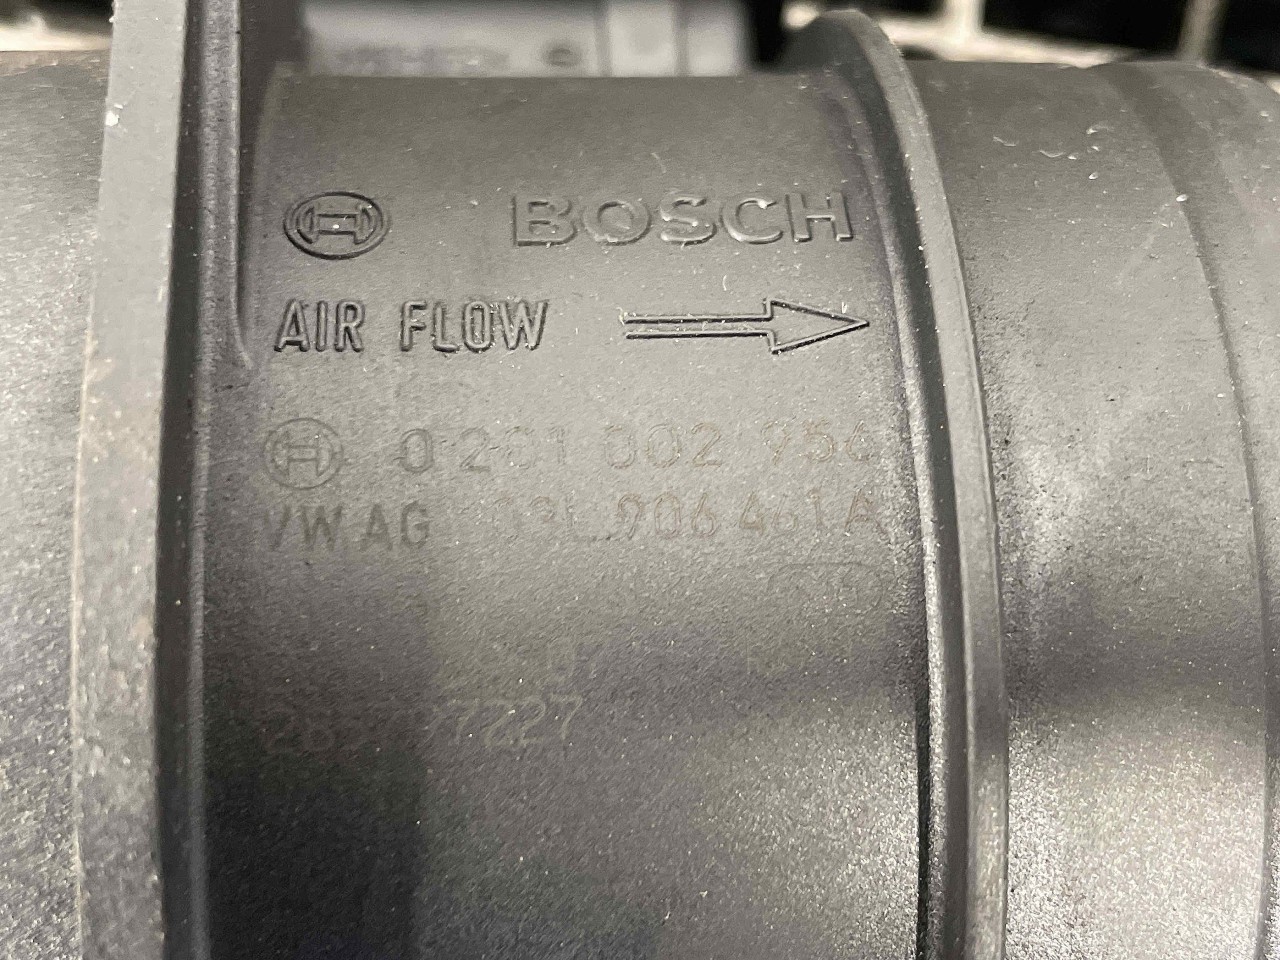 BOSCH
AIR FLOW
0 281 002 956
VW AG 03L 906 461 A